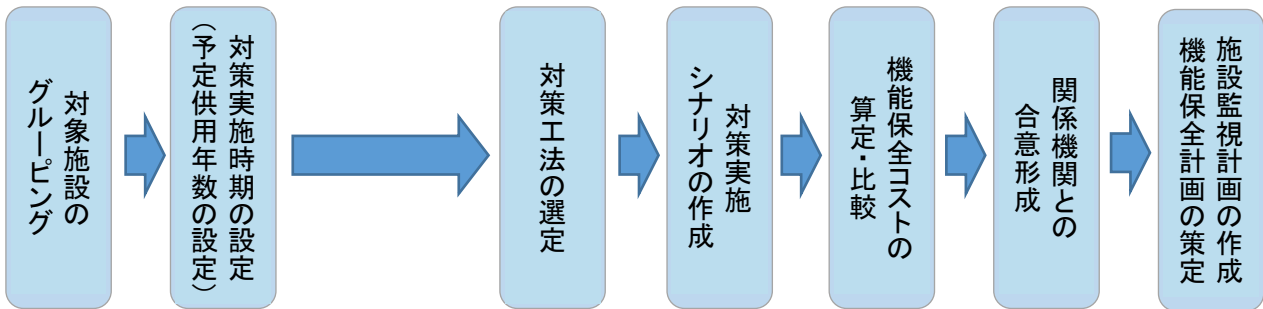 対象施設の
グルーピング
対策実施時期の設定
（予定供用年数の設定）
対策工法の選定
対策実施
シナリオの作成
機能保全コストの
算定・比較
関係機関との
合意形成
施設監視計画の作成
機能保全計画の策定